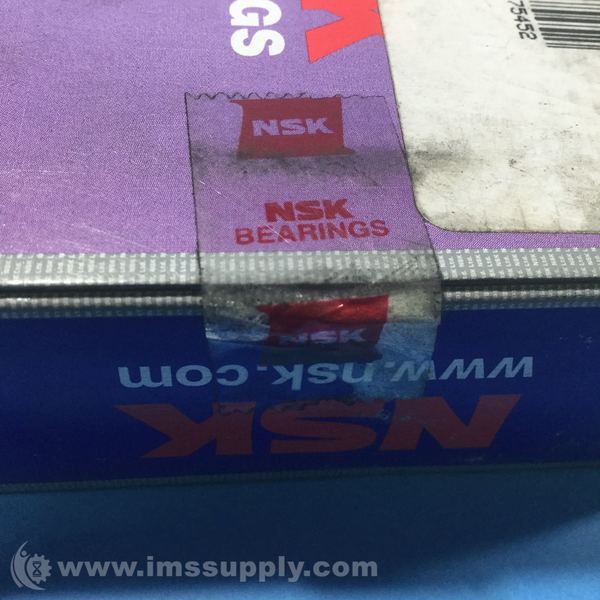 GS
75452
NSK
NSK
BEARINGS
NSK
www.nsk.com
NSK
www.imssupply.com